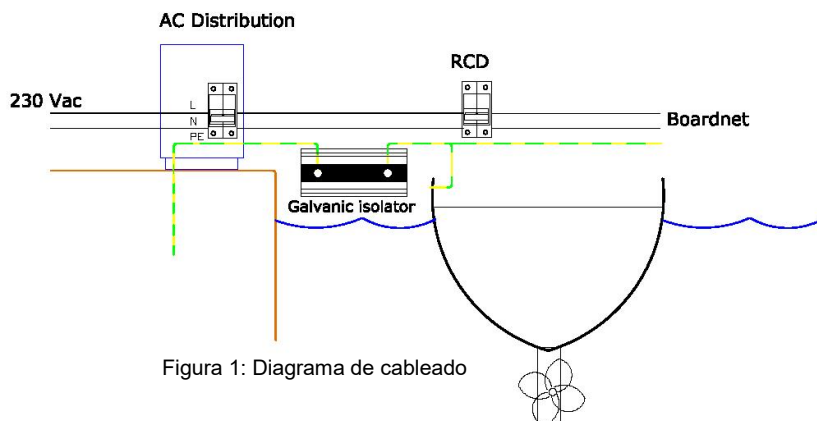 AC Distribution
RCD
230 Vac
L
N
PE
Boardnet
Galvanic isolator
Figura 1: Diagrama de cableado